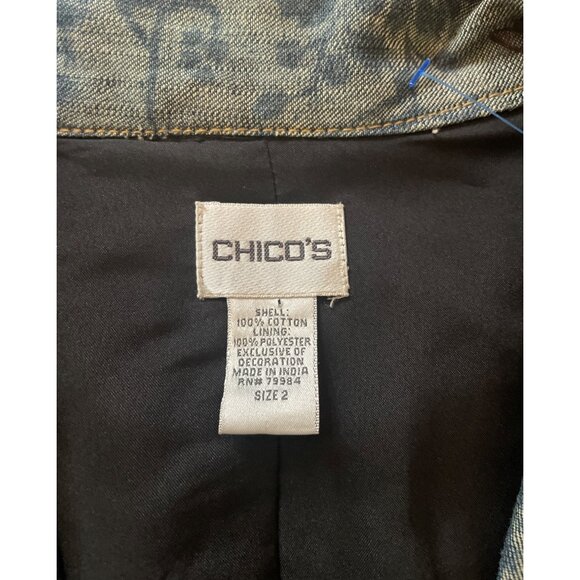 CHICO'S
SHELL:
100% COTTON
LINING:
100% POLYESTER
EXCLUSIVE OF
DECORATION
MADE IN INDIA
RN# 79984
SIZE 2